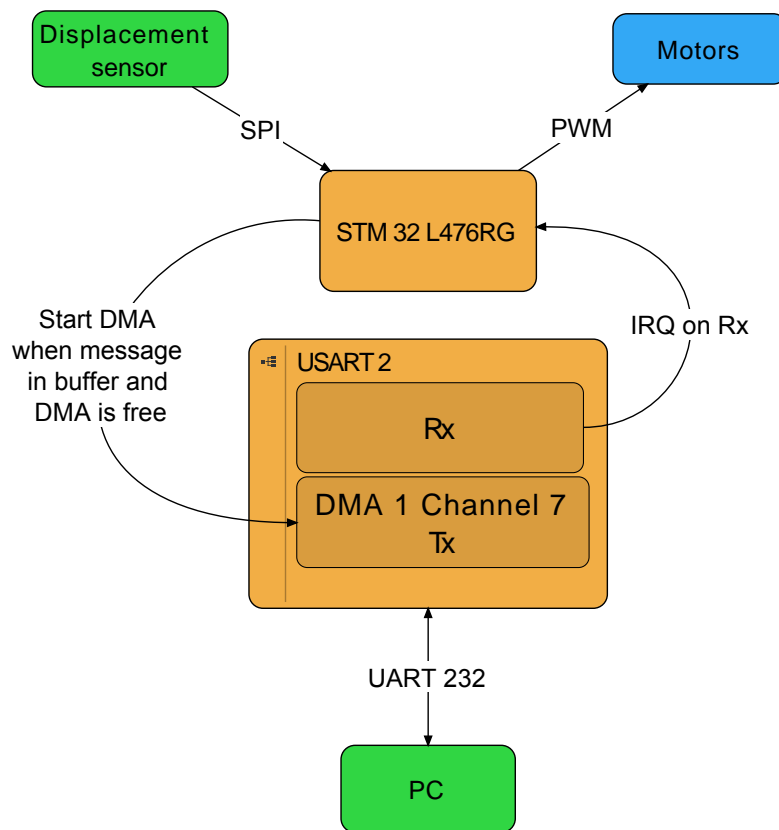 Displacement
sensor
Motors
SPI
PWM
STM 32 L476RG
Start DMA
when message
in buffer and
DMA is free
IRQ on Rx
USART 2
Rx
DMA 1 Channel 7
Tx
UART 232
PC